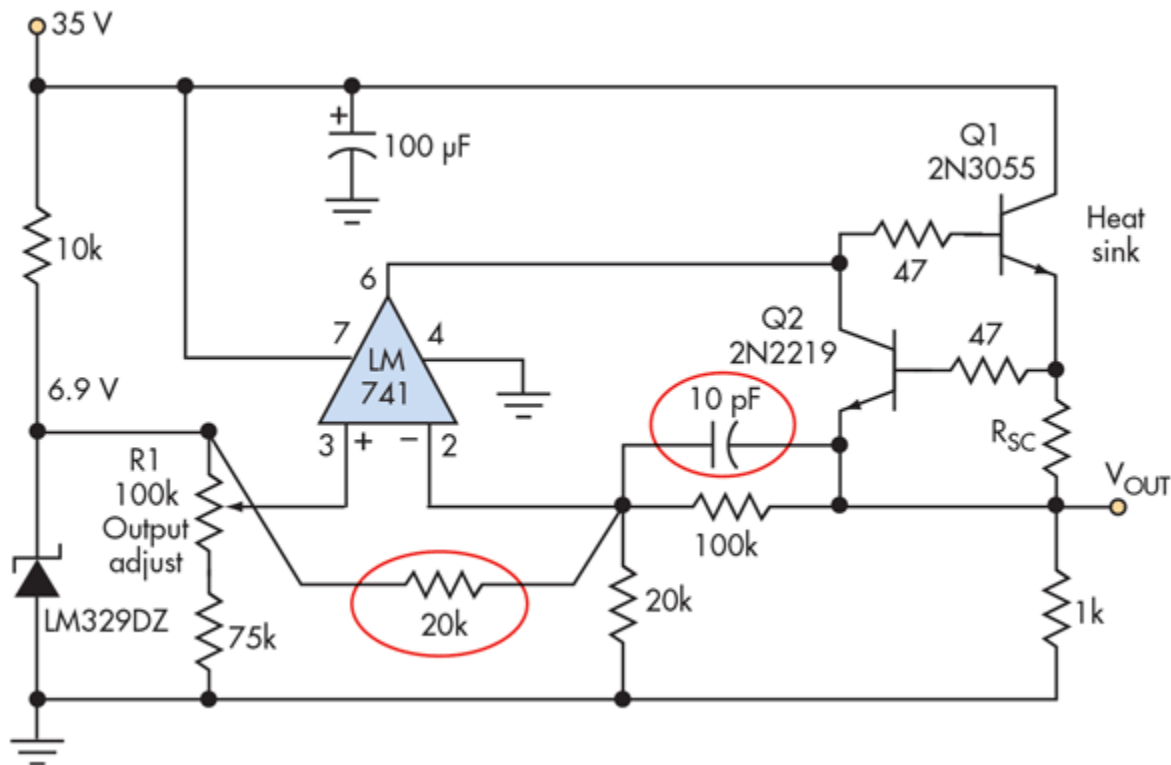 35 V
+
100 µF
Q1
2N3055
Heat
sink
10k
47
6
7
4
LM
741
Q2
2N2219
47
6.9 V
10 pF
3
+
−
2
R1
100k
Output
adjust
RSC
VOUT
100k
20k
20k
1k
LM329DZ
75k